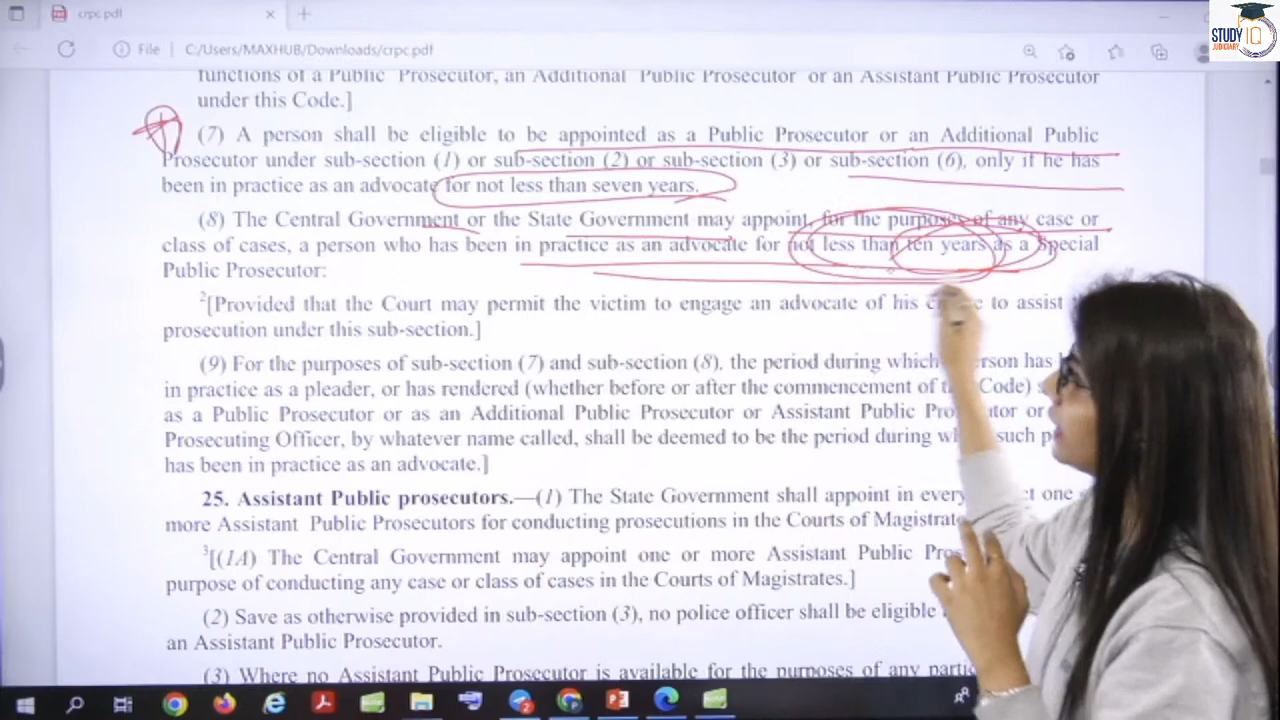 crpc.pdf
File | C:/Users/MAXHUB/Downloads/crpc.pdf
STUDY IQ
JUDICIARY
functions of a Public Prosecutor, an Additional Public Prosecutor or an Assistant Public Prosecutor
under this Code.]
(7) A person shall be eligible to be appointed as a Public Prosecutor or an Additional Public
Prosecutor under sub-section (1) or sub-section (2) or sub-section (3) or sub-section (6), only if he has
been in practice as an advocate for not less than seven years.
(8) The Central Government or the State Government may appoint, for the purposes of any case or
class of cases, a person who has been in practice as an advocate for not less than ten years as a Special
Public Prosecutor:
2[Provided that the Court may permit the victim to engage an advocate of his to assist
prosecution under this sub-section.]
(9) For the purposes of sub-section (7) and sub-section (8), the period during which has
in practice as a pleader, or has rendered (whether before or after the commencement of Code)
as a Public Prosecutor or as an Additional Public Prosecutor or Assistant Public or
Prosecuting Officer, by whatever name called, shall be deemed to be the period during such
has been in practice as an advocate.]
25. Assistant Public prosecutors.—(1) The State Government shall appoint in every one
more Assistant Public Prosecutors for conducting prosecutions in the Courts of
3[(1A) The Central Government may appoint one or more Assistant Public
purpose of conducting any case or class of cases in the Courts of Magistrates.]
(2) Save as otherwise provided in sub-section (3), no police officer shall be eligible
an Assistant Public Prosecutor.
(3) Where no Assistant Public Prosecutor is available for the purposes of any